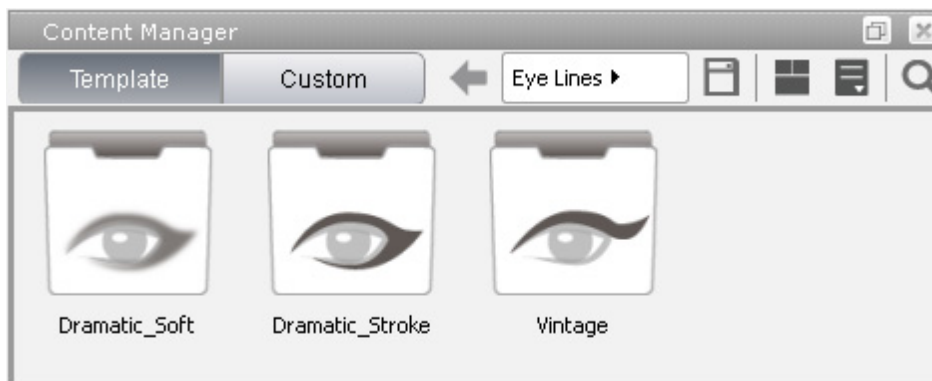 Content Manager
Template Custom Eye Lines
Dramatic_Soft Dramatic_Stroke Vintage